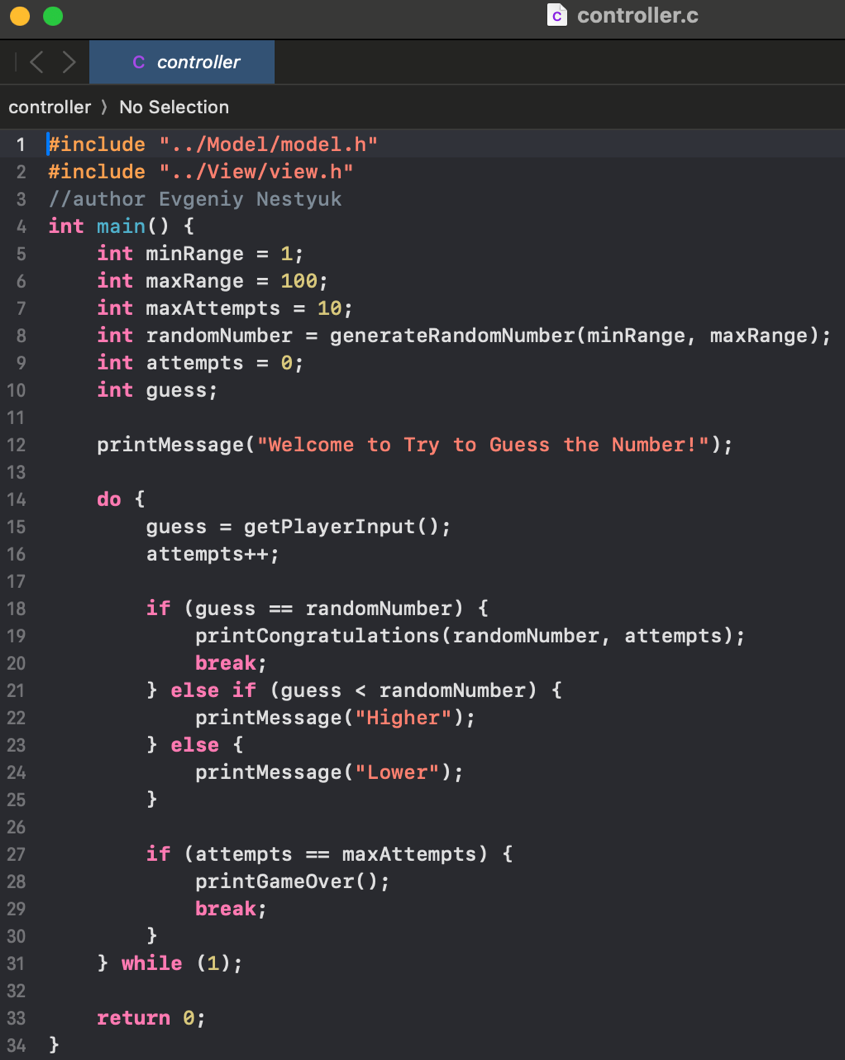 controller.c
controller
controller 〉 No Selection
1 #include "../Model/model.h"
2 #include "../View/view.h"
3 //author Evgeniy Nestyuk
4 int main() {
5     int minRange = 1;
6     int maxRange = 100;
7     int maxAttempts = 10;
8     int randomNumber = generateRandomNumber(minRange, maxRange);
9     int attempts = 0;
10     int guess;
11
12     printMessage("Welcome to Try to Guess the Number!");
13
14     do {
15         guess = getPlayerInput();
16         attempts++;
17
18         if (guess == randomNumber) {
19             printCongratulations(randomNumber, attempts);
20             break;
21         } else if (guess < randomNumber) {
22             printMessage("Higher");
23         } else {
24             printMessage("Lower");
25         }
26
27         if (attempts == maxAttempts) {
28             printGameOver();
29             break;
30         }
31     } while (1);
32
33     return 0;
34 }